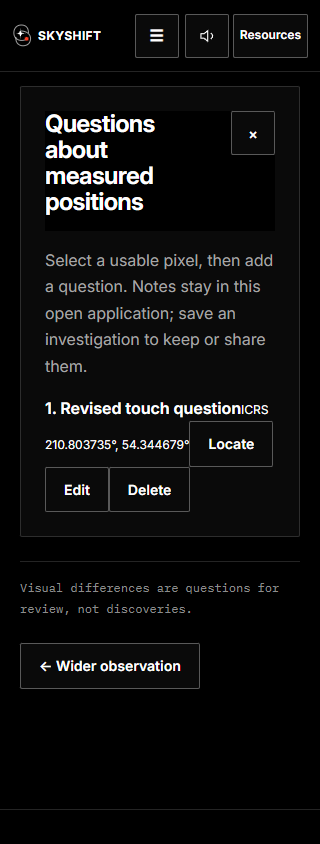 SKYSHIFT
☰
Resources
Questions
about
measured
positions
×
Select a usable pixel, then add
a question. Notes stay in this
open application; save an
investigation to keep or share
them.
1. Revised touch questionICRS
210.803735°, 54.344679°
Locate
Edit
Delete
Visual differences are questions for
review, not discoveries.
← Wider observation